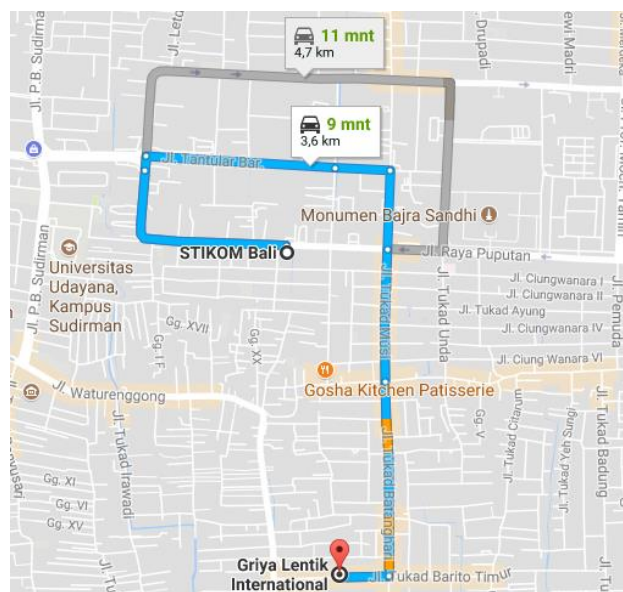 Jl. P.B. Sudirman
11 mnt
4,7 km
Drupadi
ewi Madri
9 mnt
3,6 km
Jl. Tantular Bar.
Monumen Bajra Sandhi
STIKOM Bali
Jl. Raya Puputan
Universitas
Udayana,
Kampus
Sudirman
Jl. P.B. Sudirman
Gg. XVII
Gg. I F
Gg. XX
Jl. Tukad Musi
Jl. Tukad Unda
Jl. Ciungwanara I
Jl. Ciungwanara II
Jl. Tukad Ayung
Jl. Ciungwanara IV
Jl. Pemuda
Jl. Ciung Wanara VI
Gosha Kitchen Patisserie
Jl. Waturenggong
Jl. Tukad Irawadi
Gg. V
Jl. Tukad Citarum
Jl. Tukad Yeh Sungi
Jl. Tukad Badung
Gg. XI
Gg. VI
Gg. XV
Jl. Tukad Batanghari
Griya Lentik
International
Jl. Tukad Barito Timur